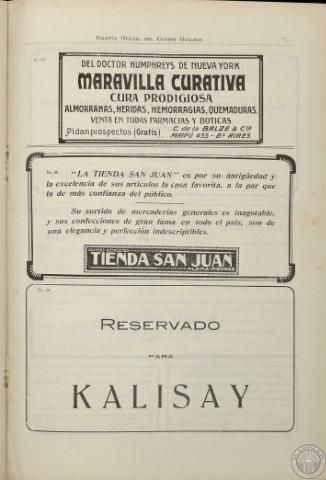 Boletín Oficial del Centro Gallego
DEL DOCTOR HUMPHREYS DE NUEVA YORK
MARAVILLA CURATIVA
CURA PRODIGIOSA
ALMORRANAS, HERIDAS, HEMORRAGIAS, QUEMADURAS.
VENTA EN TODAS FARMACIAS Y BOTICAS
Pidan prospectos (Gratis).
C. de la BALZE & Cía
MAIPÚ 455 - Bs AIRES
"LA TIENDA SAN JUAN" es por su antigüedad y
la excelencia de sus artículos la casa favorita, a la par que
la de más confianza del público.
Su surtido de mercaderías generales es inagotable,
y sus confecciones de gran fama en todo el país, son de
una elegancia y perfección indescriptibles.
TIENDA SAN JUAN
ALSINA-PIEDRAS
Reservado
PARA
KALISAY